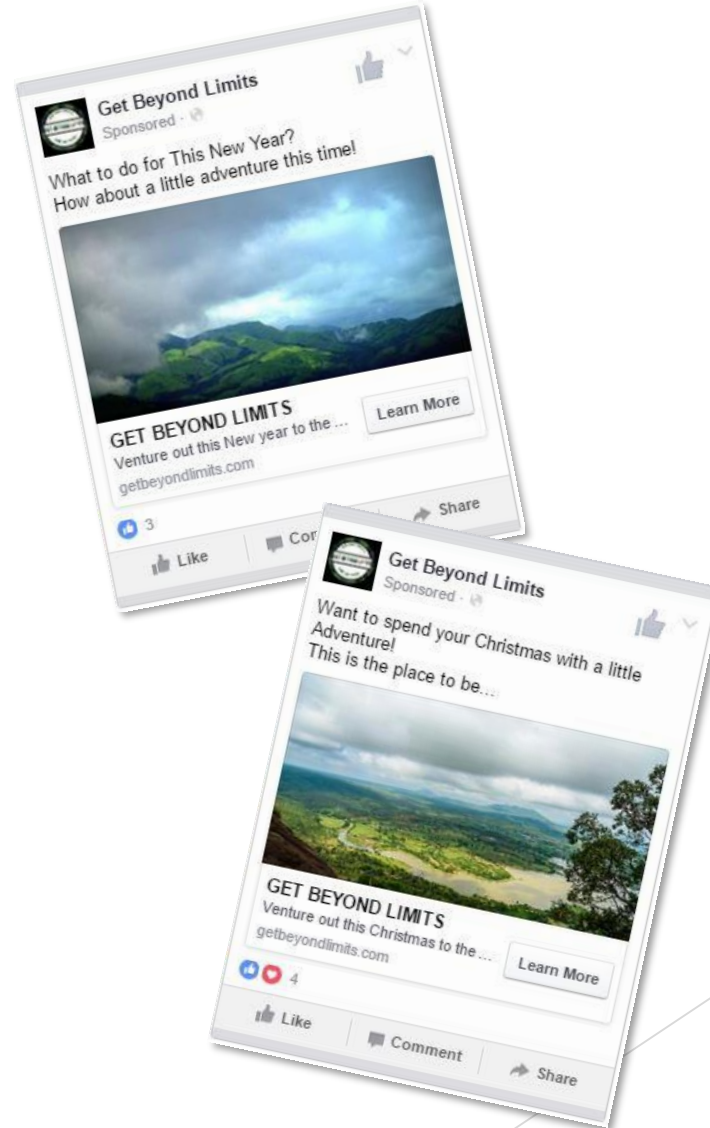 Get Beyond Limits
Sponsored ·
What to do for This New Year?
How about a little adventure this time!
GET BEYOND LIMITS
Venture out this New year to the ...
Learn More
getbeyondlimits.com
3
Like
Share
Get Beyond Limits
Sponsored ·
Want to spend your Christmas with a little
Adventure!
This is the place to be...
GET BEYOND LIMITS
Venture out this Christmas to the ...
Learn More
getbeyondlimits.com
4
Like
Comment
Share